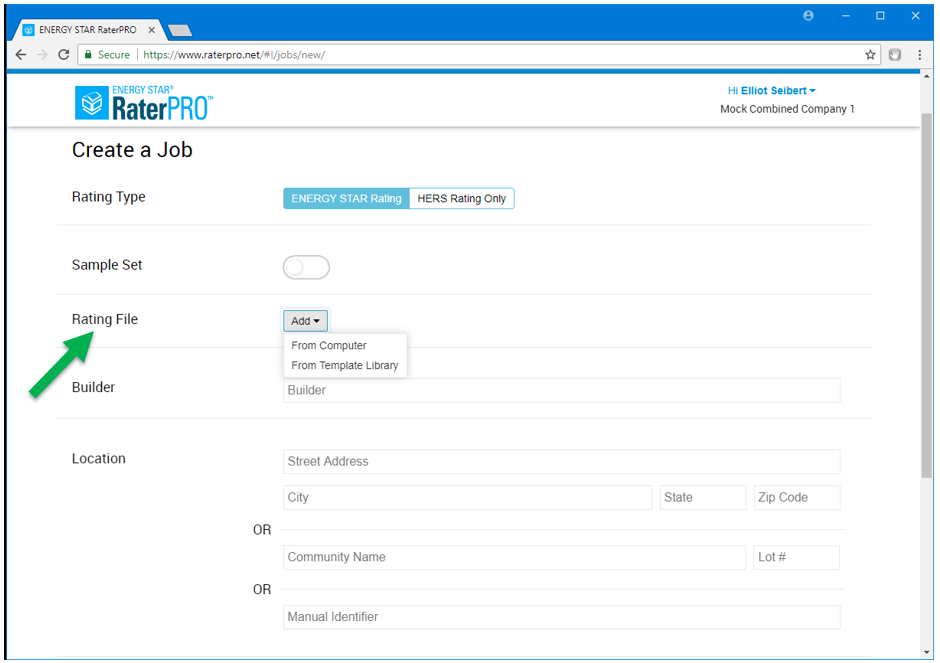 ENERGY STAR RaterPRO
Secure https://www.raterpro.net/#!/jobs/new/
ENERGY STAR®
RaterPRO™
Hi Elliot Seibert
Mock Combined Company 1
Create a Job
Rating Type
ENERGY STAR Rating HERS Rating Only
Sample Set
Rating File
Add
From Computer
From Template Library
Builder
Builder
Location
Street Address
City State Zip Code
OR
Community Name Lot #
OR
Manual Identifier